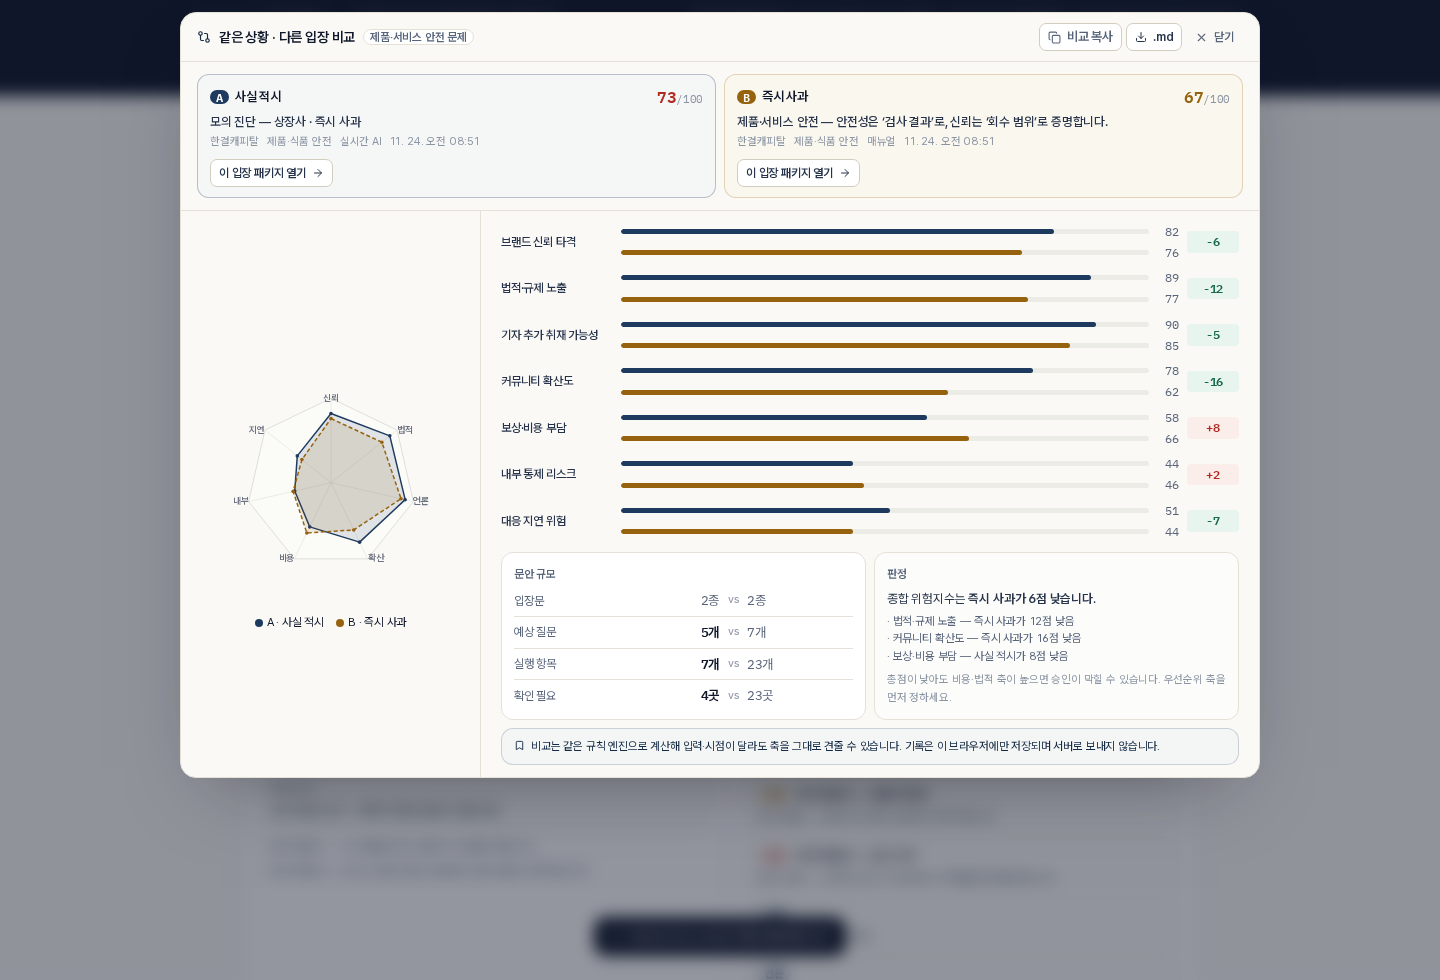 같은 상황 · 다른 입장 비교 제품·서비스 안전 문제
비교 복사 .md 닫기
A 사실 적시 73/100
모의 진단 — 상장사 · 즉시 사과
한결캐피탈 제품·식품 안전 실시간 AI 11. 24. 오전 08:51
이 입장 패키지 열기
B 즉시 사과 67/100
제품·서비스 안전 — 안전성은 ‘검사 결과’로, 신뢰는 ‘회수 범위’로 증명합니다.
한결캐피탈 제품·식품 안전 매뉴얼 11. 24. 오전 08:51
이 입장 패키지 열기
신뢰
법적
언론
확산
비용
내부
지연
A · 사실 적시 B · 즉시 사과
브랜드 신뢰 타격 82 76 -6
법적·규제 노출 89 77 -12
기자 추가 취재 가능성 90 85 -5
커뮤니티 확산도 78 62 -16
보상·비용 부담 58 66 +8
내부 통제 리스크 44 46 +2
대응 지연 위험 51 44 -7
문안 규모
입장문 2종 vs 2종
예상 질문 5개 vs 7개
실행 항목 7개 vs 23개
확인 필요 4곳 vs 23곳
판정
종합 위험지수는 즉시 사과가 6점 낮습니다.
· 법적·규제 노출 — 즉시 사과가 12점 낮음
· 커뮤니티 확산도 — 즉시 사과가 16점 낮음
· 보상·비용 부담 — 사실 적시가 8점 낮음
총점이 낮아도 비용·법적 축이 높으면 승인이 막힐 수 있습니다. 우선순위 축을
먼저 정하세요.
비교는 같은 규칙 엔진으로 계산해 입력·시점이 달라도 축을 그대로 견줄 수 있습니다. 기록은 이 브라우저에만 저장되며 서버로 보내지 않습니다.